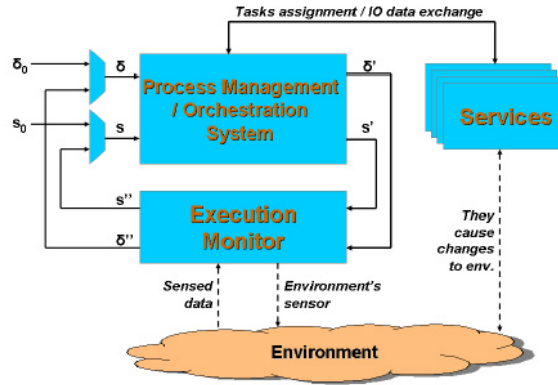 Tasks assignment / IO data exchange
δ0
δ
δ'
Process Management
/ Orchestration
System
Services
s0
s
s'
s''
δ''
Execution
Monitor
They
cause
changes
to env.
Sensed
data
Environment's
sensor
Environment